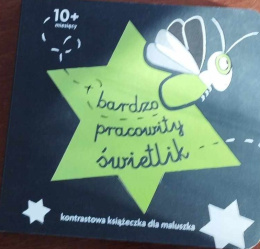 10+
miesięcy
bardzo
pracowity
świetlik
kontrastowa książeczka dla maluszka